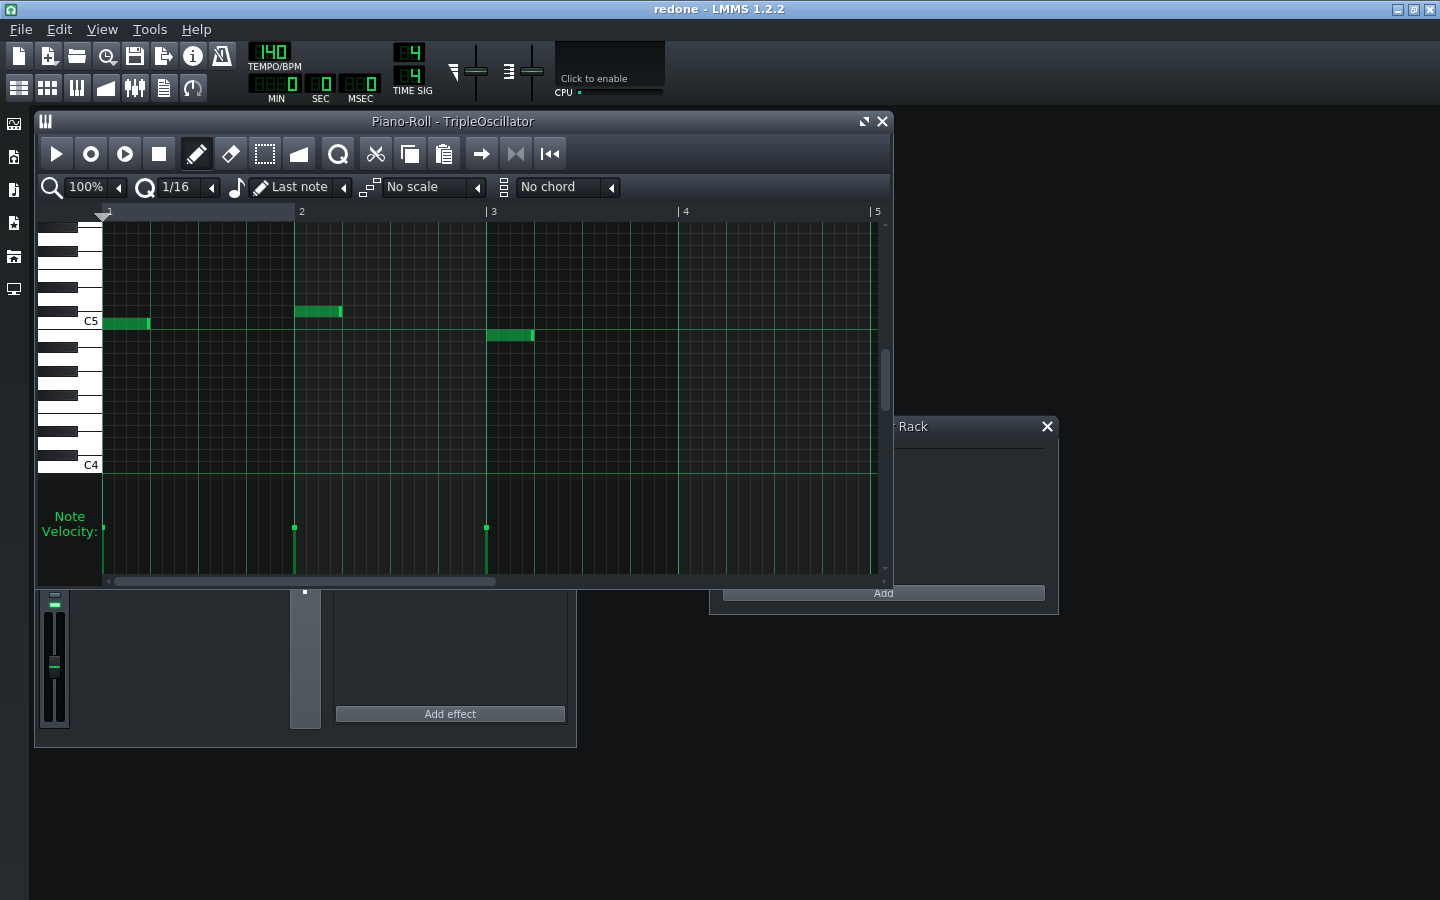 redone - LMMS 1.2.2
File Edit View Tools Help
140
TEMPO/BPM
0 0 0
MIN SEC MSEC
4
4
TIME SIG
Click to enable
CPU
Piano-Roll - TripleOscillator
100% 1/16 Last note No scale No chord
1 2 3 4 5
C5
C4
Note
Velocity:
Rack
Add
Add effect